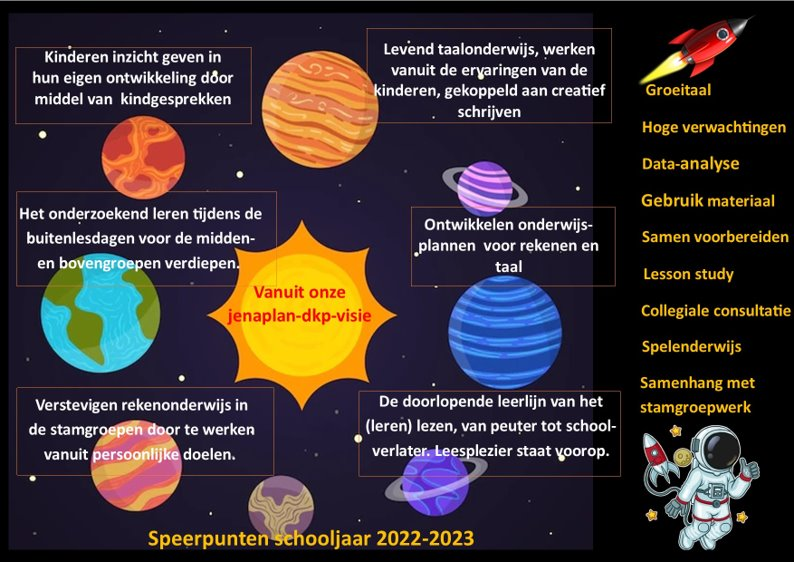 Kinderen inzicht geven in
hun eigen ontwikkeling door
middel van kindgesprekken
Levend taalonderwijs, werken
vanuit de ervaringen van de
kinderen, gekoppeld aan creatief
schrijven
Het onderzoekend leren tijdens de
buitenlesdagen voor de midden-
en bovengroepen verdiepen.
Ontwikkelen onderwijs-
plannen voor rekenen en
taal
Vanuit onze
jenaplan-dkp-visie
Verstevigen rekenonderwijs in
de stamgroepen door te werken
vanuit persoonlijke doelen.
De doorlopende leerlijn van het
(leren) lezen, van peuter tot school-
verlater. Leesplezier staat voorop.
Speerpunten schooljaar 2022-2023
Groeitaal
Hoge verwachtingen
Data-analyse
Gebruik materiaal
Samen voorbereiden
Lesson study
Collegiale consultatie
Spelenderwijs
Samenhang met
stamgroepwerk